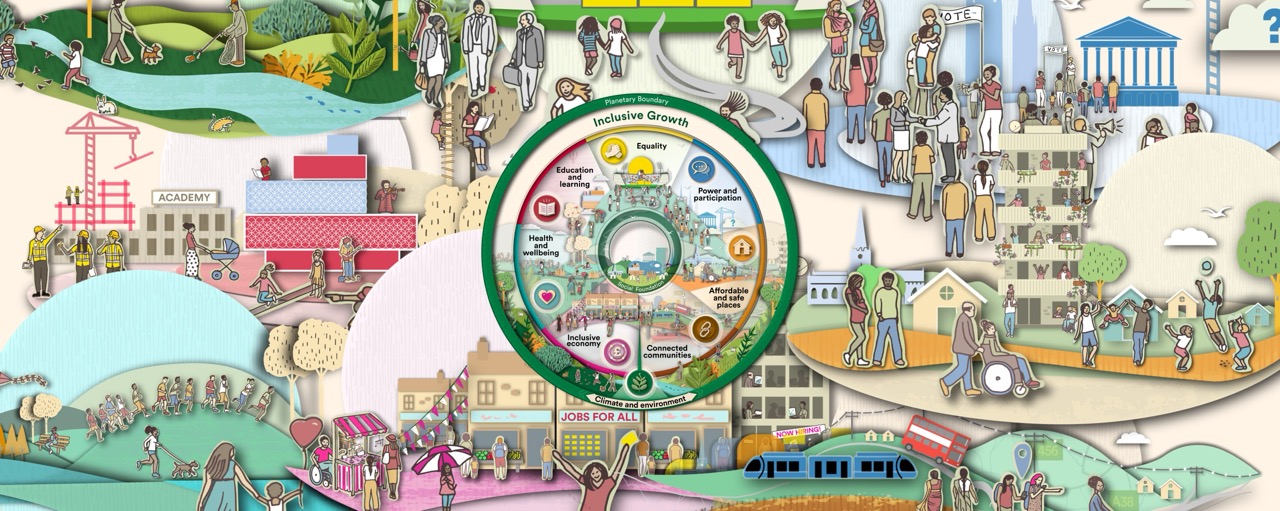 VOTE
VOTE
?
Planetary Boundary
Inclusive Growth
Equality
Education
and
learning
Power and
participation
ACADEMY
Health
and
wellbeing
Social Foundation
Affordable
and safe
places
Inclusive
economy
Connected
communities
Climate and environment
JOBS FOR ALL
NOW HIRING!
456
A38